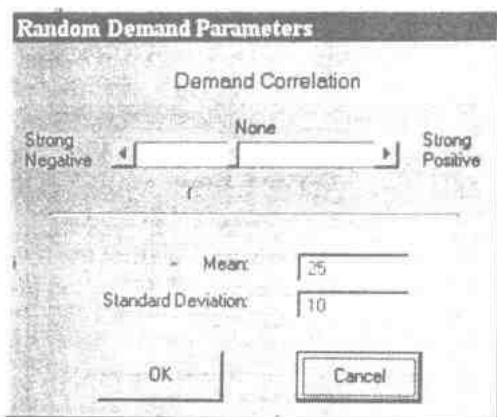 Random Demand Parameters
Demand Correlation
None
Strong
Negative
Strong
Positive
Mean: 25
Standard Deviation: 10
OK
Cancel